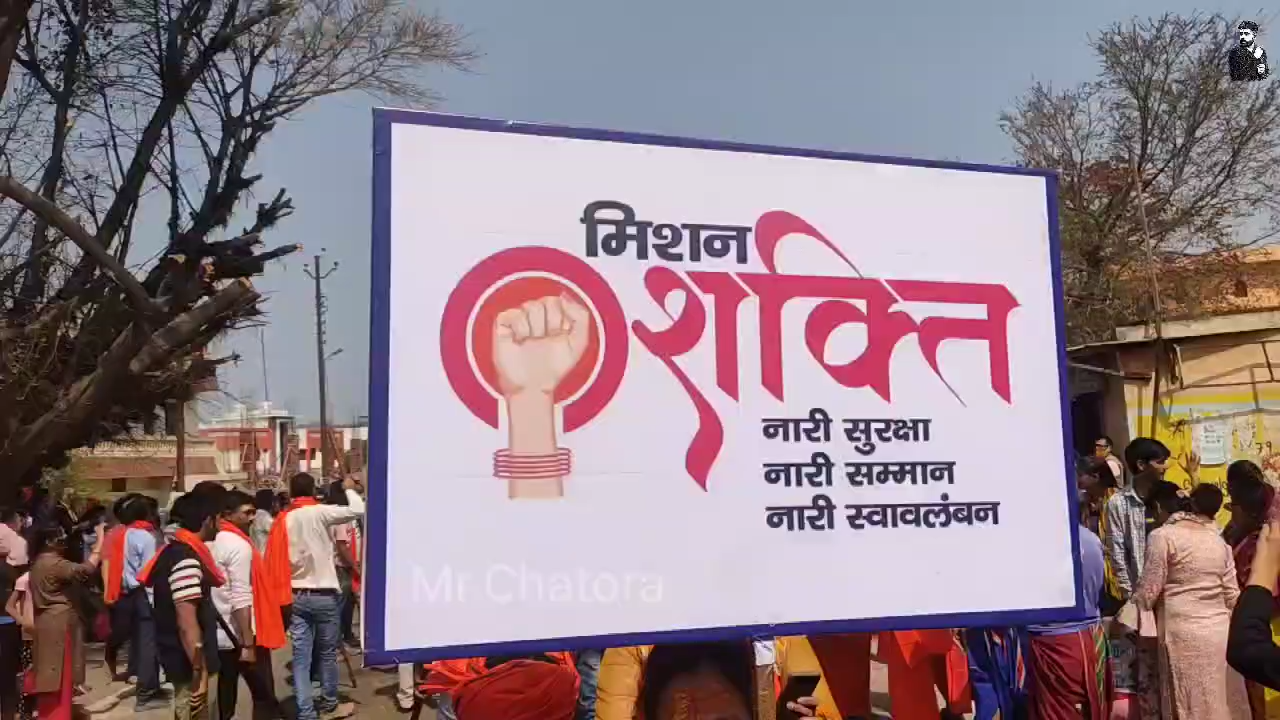 मिशन
शक्ति
नारी सुरक्षा
नारी सम्मान
नारी स्वावलंबन
Mr Chatora